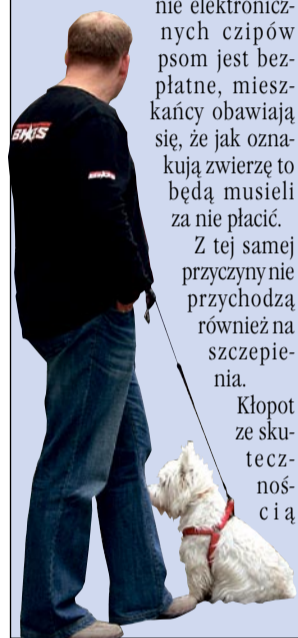 nie elektronicz-
nych czipów
psom jest bez-
płatne, miesz-
kańcy obawiają
się, że jak ozna-
kują zwierzę to
będą musieli
za nie płacić.
Z tej samej
przyczyny nie
przychodzą
również na
szczepie-
nia.
Kłopot
ze sku-
tecz-
noś-
cią